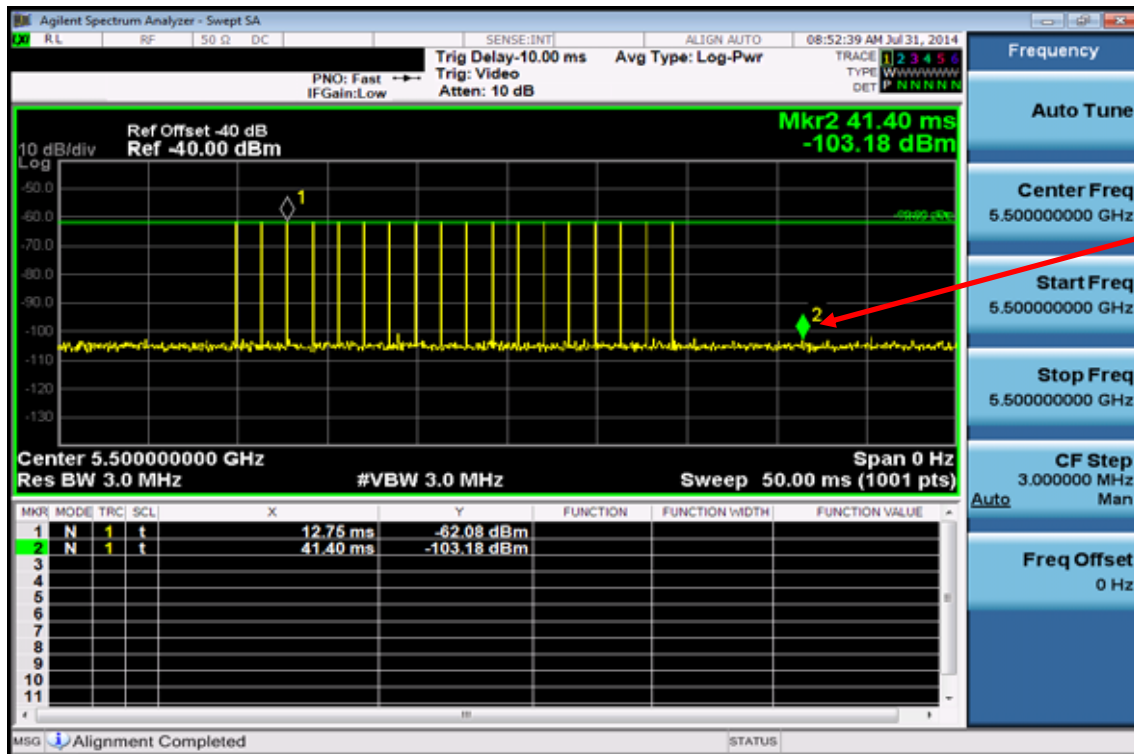 Agilent Spectrum Analyzer - Swept SA
RL RF 50 Ω DC SENSE:INT ALIGN AUTO 08:52:39 AM Jul 31, 2014
Trig Delay-10.00 ms Avg Type: Log-Pwr TRACE 1 2 3 4 5 6
PNO: Fast Trig: Video TYPE WWWWWW
IFGain:Low Atten: 10 dB DET P N N N N N
Mkr2 41.40 ms
-103.18 dBm
Ref Offset -40 dB
10 dB/div Ref -40.00 dBm
Log
-50.0
-60.0
-70.0
-80.0
-90.0
-100
-110
-120
-130
1
2
Center 5.500000000 GHz Span 0 Hz
Res BW 3.0 MHz #VBW 3.0 MHz Sweep 50.00 ms (1001 pts)
MKR MODE TRC SCL X Y FUNCTION FUNCTION WIDTH FUNCTION VALUE
1 N 1 t 12.75 ms -62.08 dBm
2 N 1 t 41.40 ms -103.18 dBm
3
4
5
6
7
8
9
10
11
MSG Alignment Completed STATUS
Frequency
Auto Tune
Center Freq
5.500000000 GHz
Start Freq
5.500000000 GHz
Stop Freq
5.500000000 GHz
CF Step
3.000000 MHz
Auto Man
Freq Offset
0 Hz